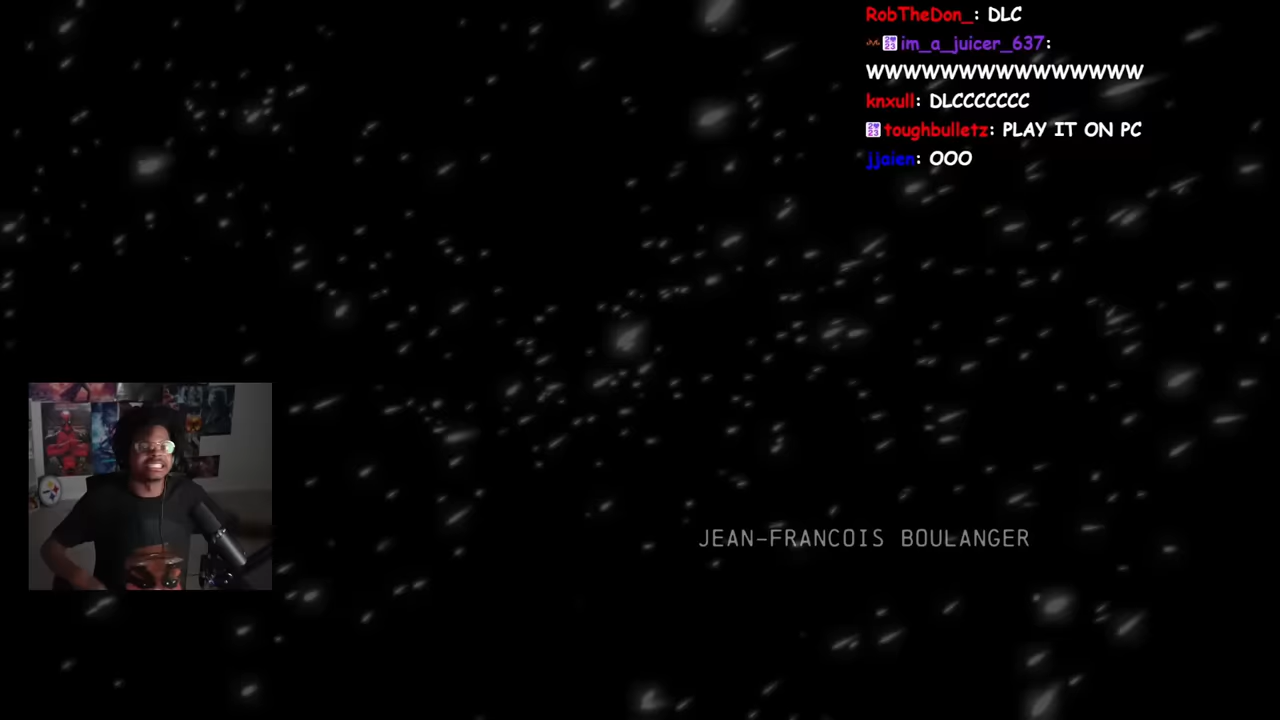 RobTheDon_: DLC
im_a_juicer_637:
WWWWWWWWWWWWWWW
knxull: DLCCCCCCC
toughbulletz: PLAY IT ON PC
jjaien: OOO
JEAN-FRANCOIS BOULANGER